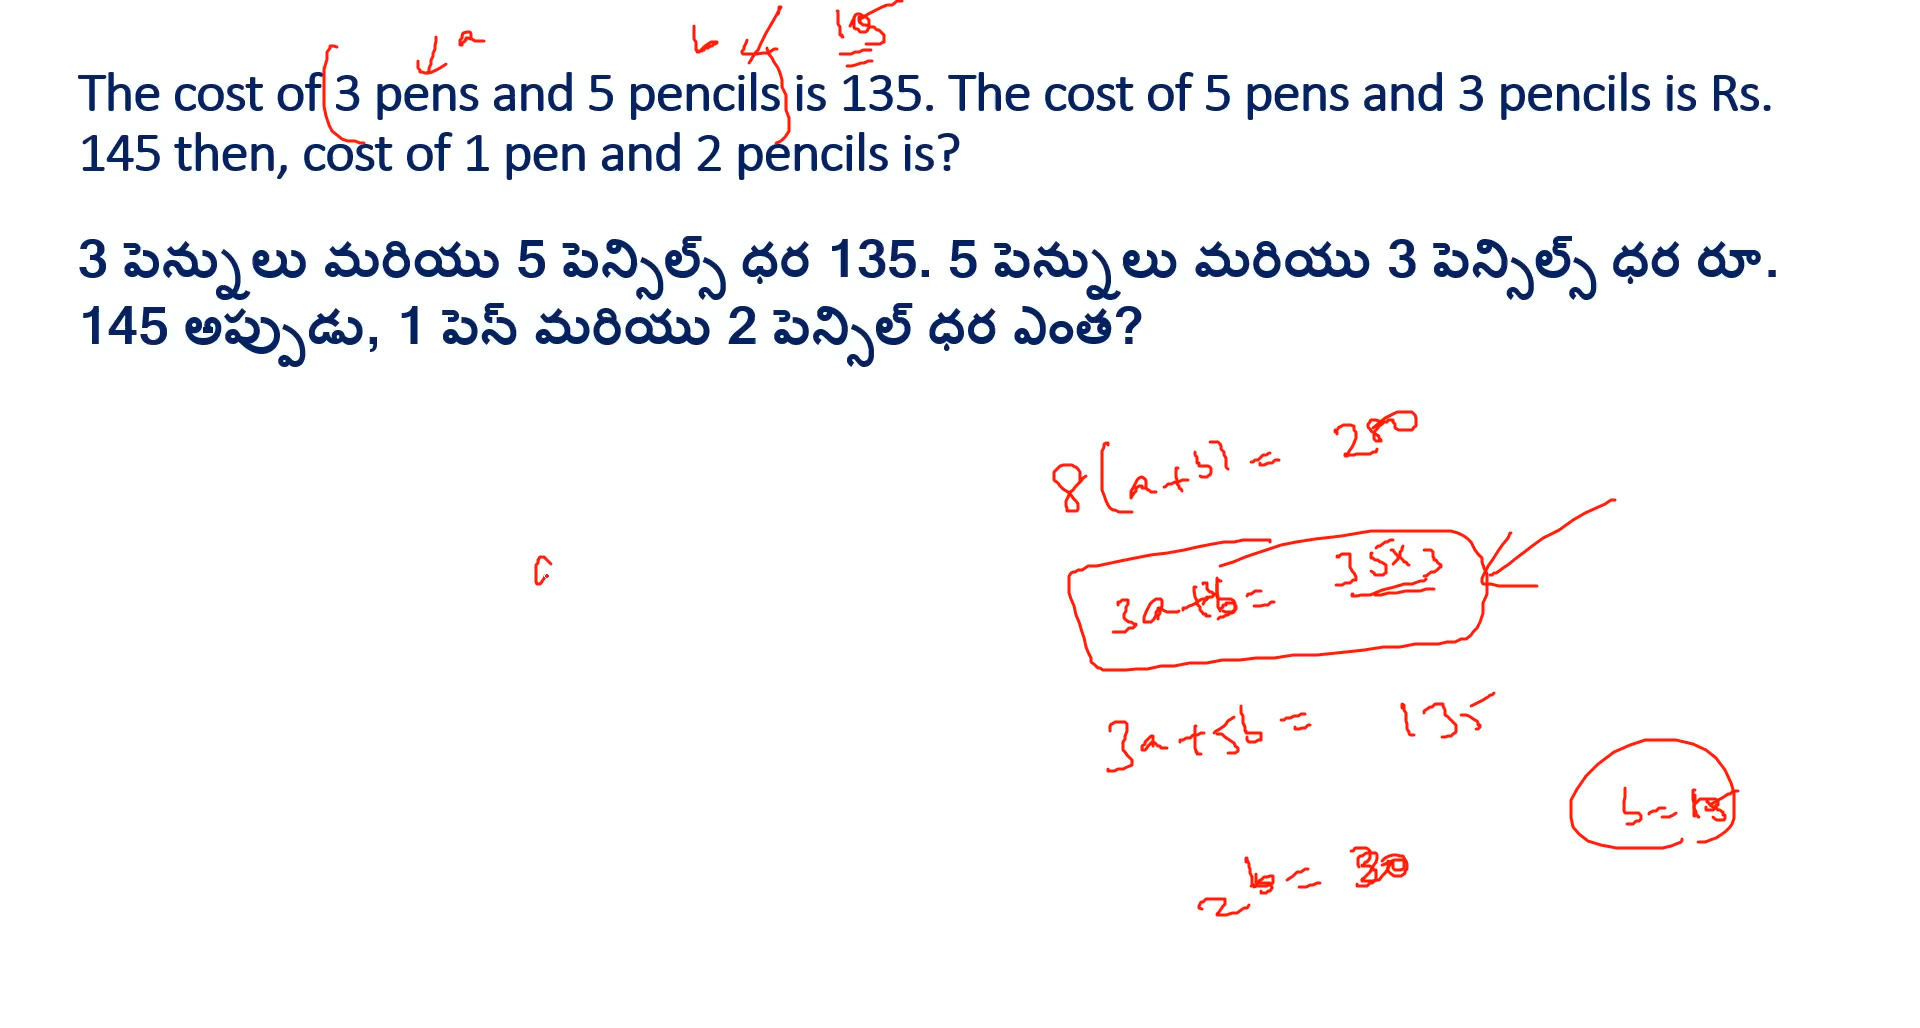 a b 105
The cost of 3 pens and 5 pencils is 135. The cost of 5 pens and 3 pencils is Rs.
145 then, cost of 1 pen and 2 pencils is?
3 పెన్నులు మరియు 5 పెన్సిల్స్ ధర 135. 5 పెన్నులు మరియు 3 పెన్సిల్స్ ధర రూ.
145 అప్పుడు, 1 పెన్ మరియు 2 పెన్సిల్ ధర ఎంత?
8(a+b) = 280
3a+3b = 35×3
3a+5b = 135
b=15
2b = 30